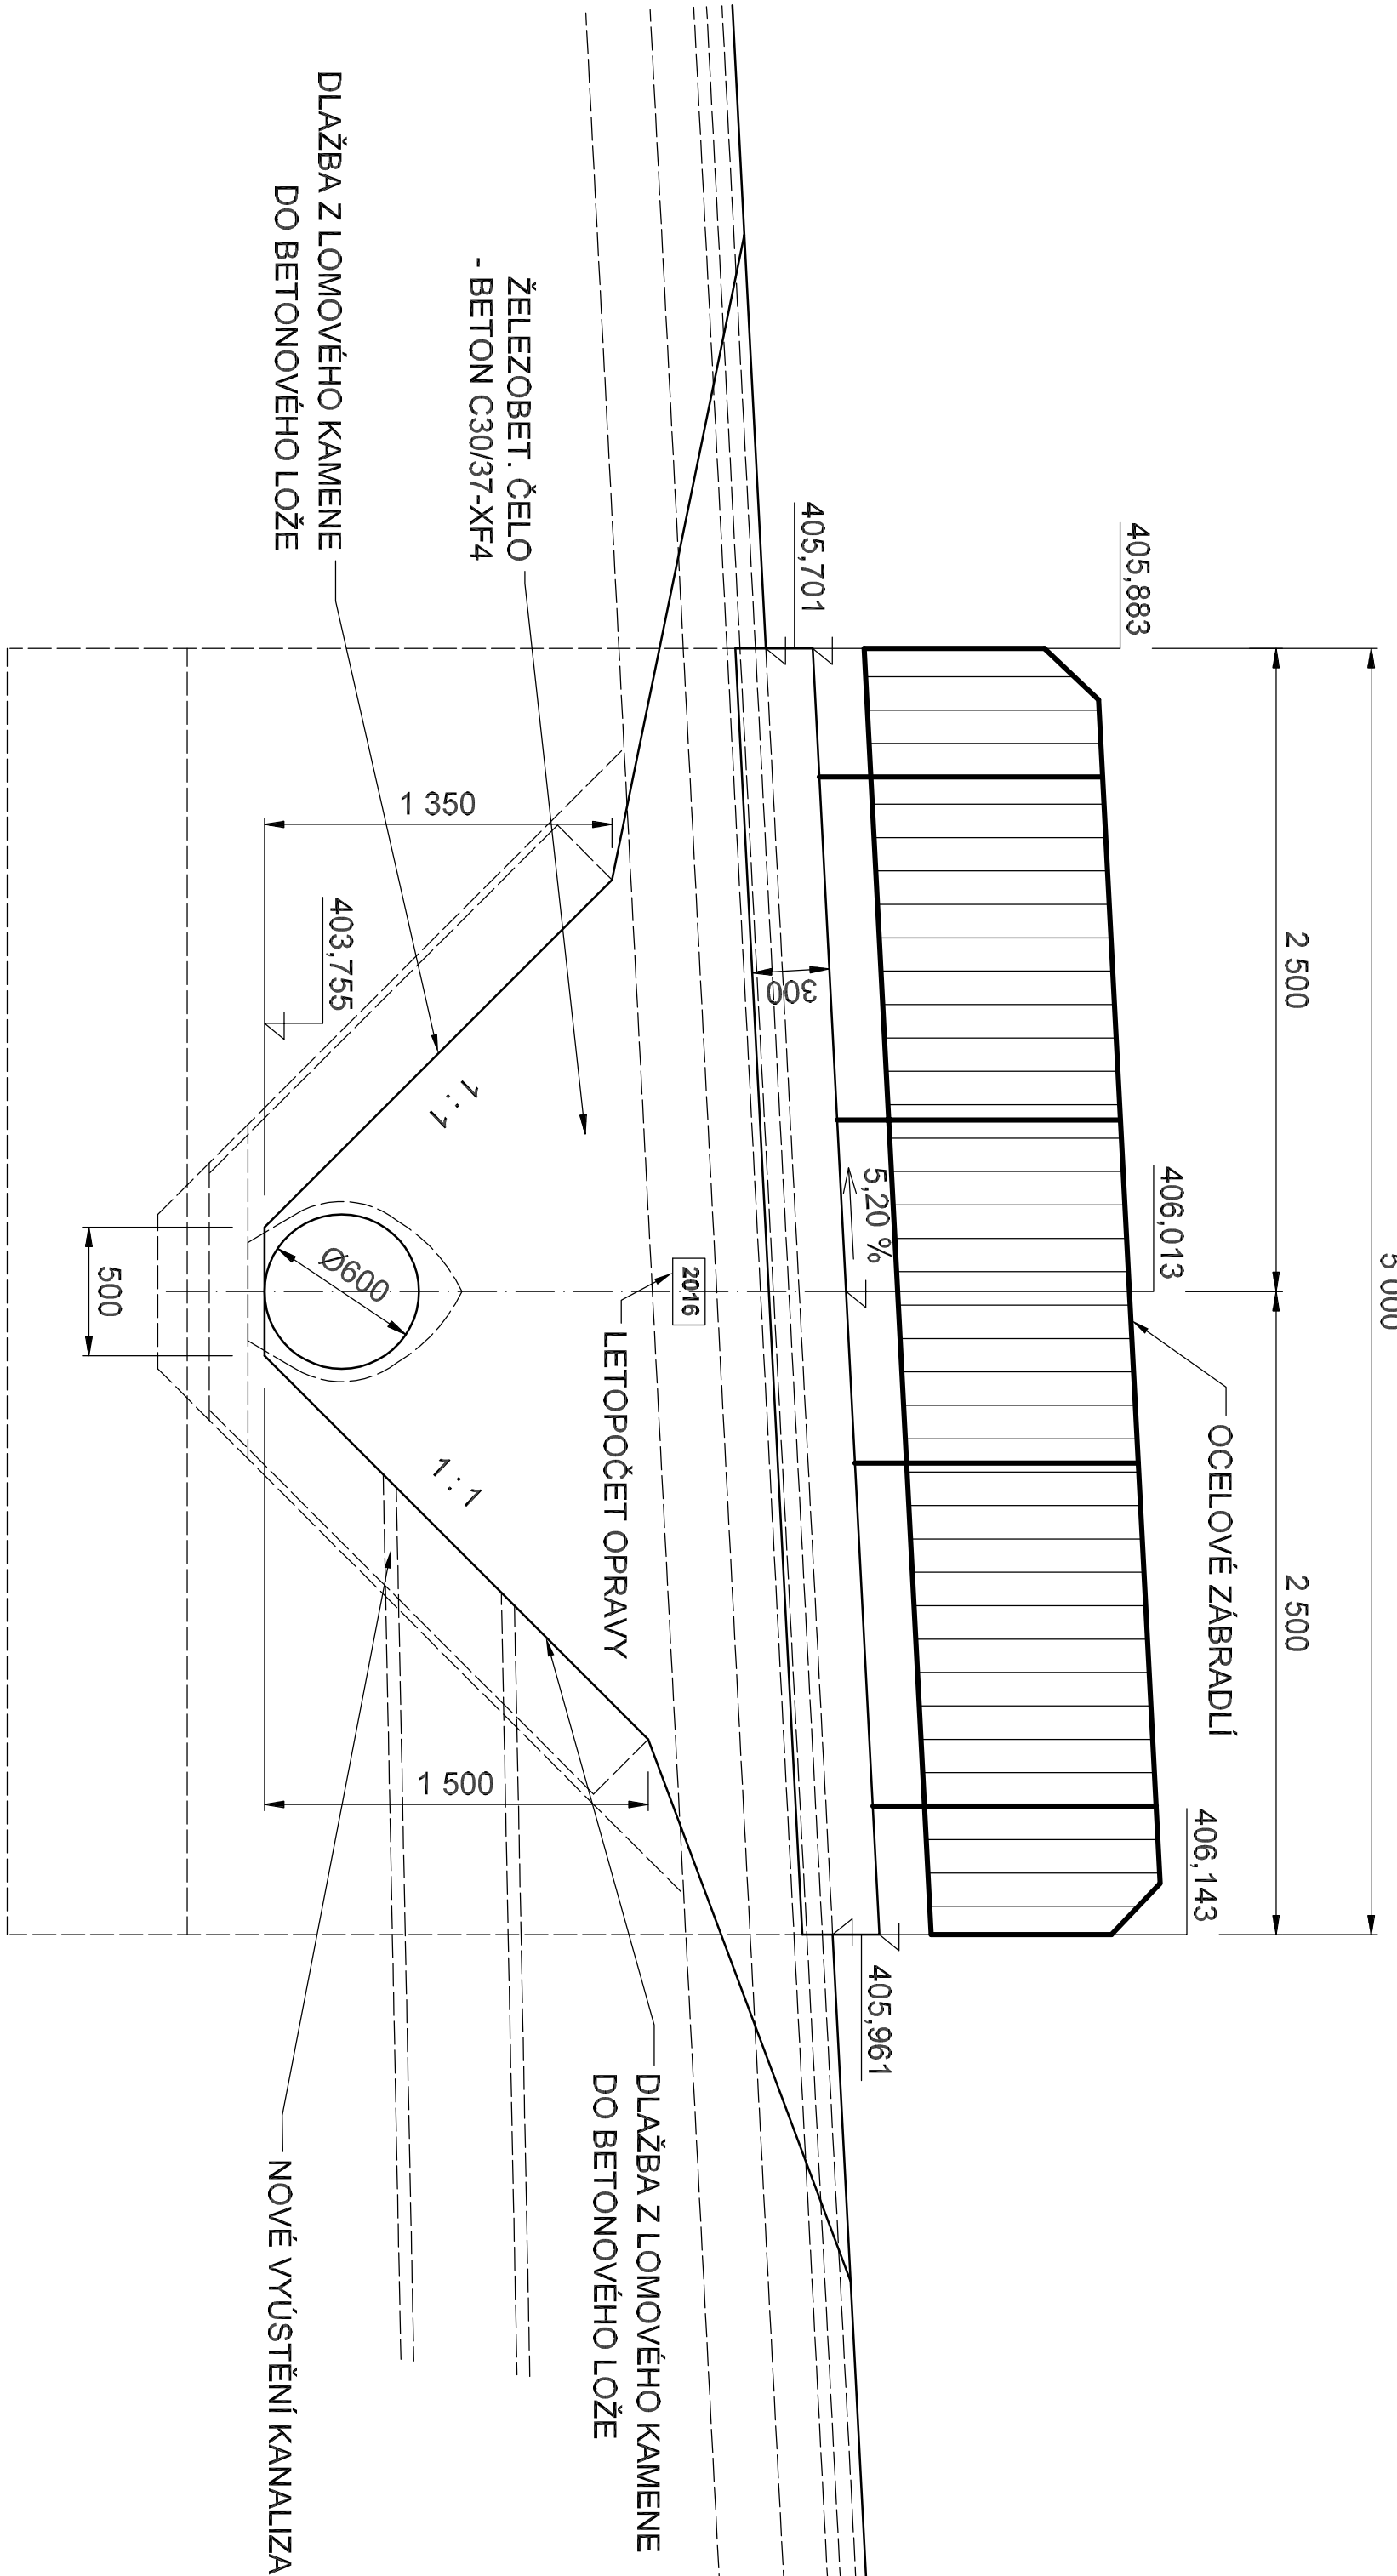 5 000
2 500
2 500
405,883
406,013
406,143
OCELOVÉ ZÁBRADLÍ
405,701
5,20 %
405,961
300
2016
LETOPOČET OPRAVY
ŽELEZOBET. ČELO
- BETON C30/37-XF4
DLAŽBA Z LOMOVÉHO KAMENE
DO BETONOVÉHO LOŽE
1 350
403,755
1:1
Ø600
1:1
1 500
500
DLAŽBA Z LOMOVÉHO KAMENE
DO BETONOVÉHO LOŽE
NOVÉ VYÚSTĚNÍ KANALIZA